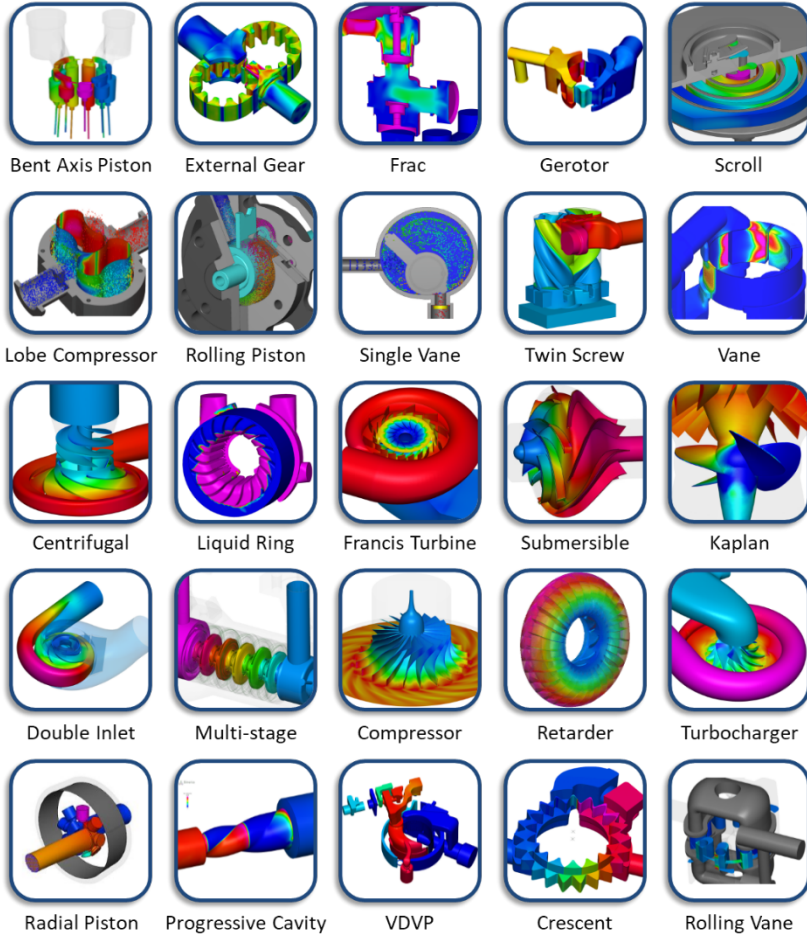 Bent Axis Piston
External Gear
Frac
Gerotor
Scroll
Lobe Compressor
Rolling Piston
Single Vane
Twin Screw
Vane
Centrifugal
Liquid Ring
Francis Turbine
Submersible
Kaplan
Double Inlet
Multi-stage
Compressor
Retarder
Turbocharger
Radial Piston
Progressive Cavity
VDVP
Crescent
Rolling Vane